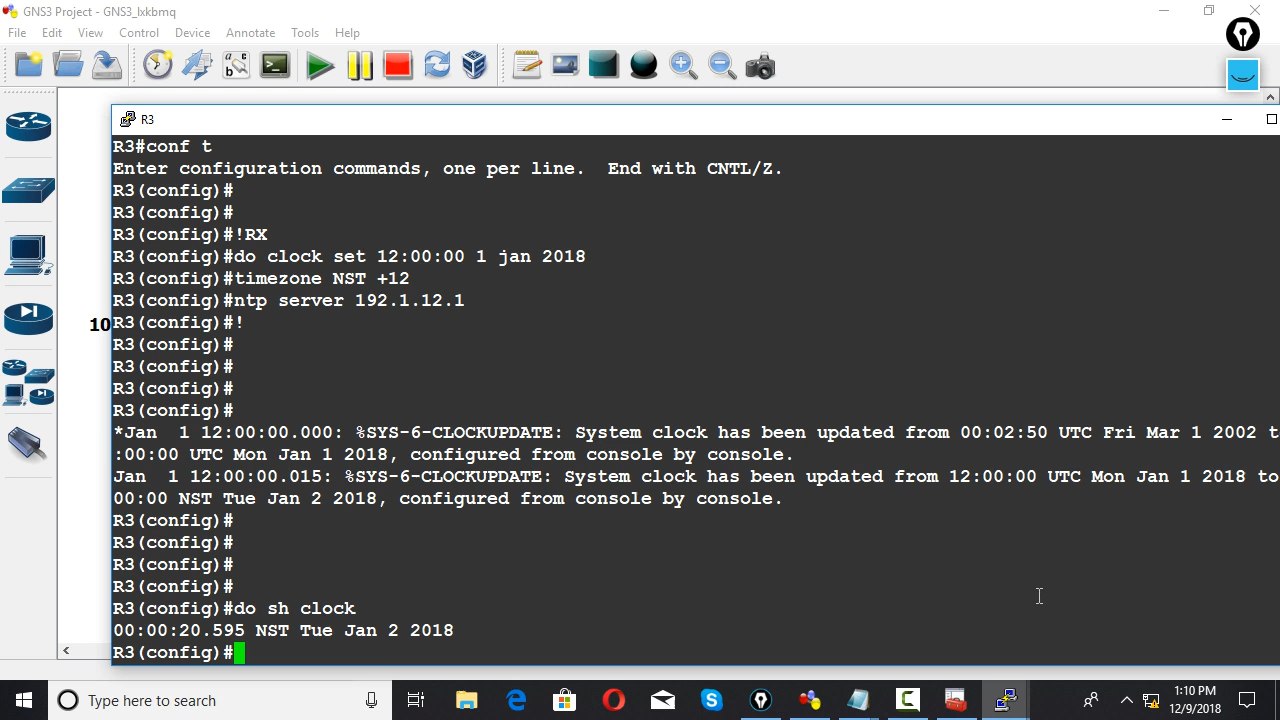 GNS3 Project - GNS3_lxkbmq
File Edit View Control Device Annotate Tools Help
R3
R3#conf t
Enter configuration commands, one per line.  End with CNTL/Z.
R3(config)#
R3(config)#
R3(config)#!RX
R3(config)#do clock set 12:00:00 1 jan 2018
R3(config)#timezone NST +12
R3(config)#ntp server 192.1.12.1
10
R3(config)#!
R3(config)#
R3(config)#
R3(config)#
R3(config)#
*Jan  1 12:00:00.000: %SYS-6-CLOCKUPDATE: System clock has been updated from 00:02:50 UTC Fri Mar 1 2002 t
:00:00 UTC Mon Jan 1 2018, configured from console by console.
Jan  1 12:00:00.015: %SYS-6-CLOCKUPDATE: System clock has been updated from 12:00:00 UTC Mon Jan 1 2018 to
00:00 NST Tue Jan 2 2018, configured from console by console.
R3(config)#
R3(config)#
R3(config)#
R3(config)#
R3(config)#do sh clock
00:00:20.595 NST Tue Jan 2 2018
R3(config)#
Type here to search
1:10 PM
12/9/2018